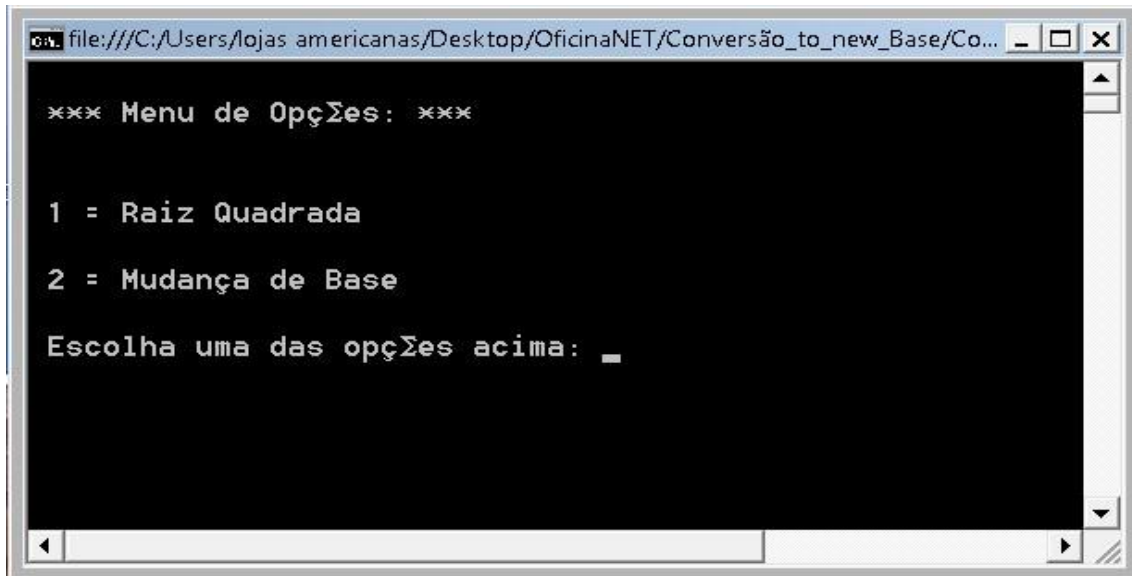 file:///C:/Users/lojas americanas/Desktop/OficinaNET/Conversão_to_new_Base/Co...
*** Menu de OpçΣes: ***
1 = Raiz Quadrada
2 = Mudança de Base
Escolha uma das opçΣes acima: _